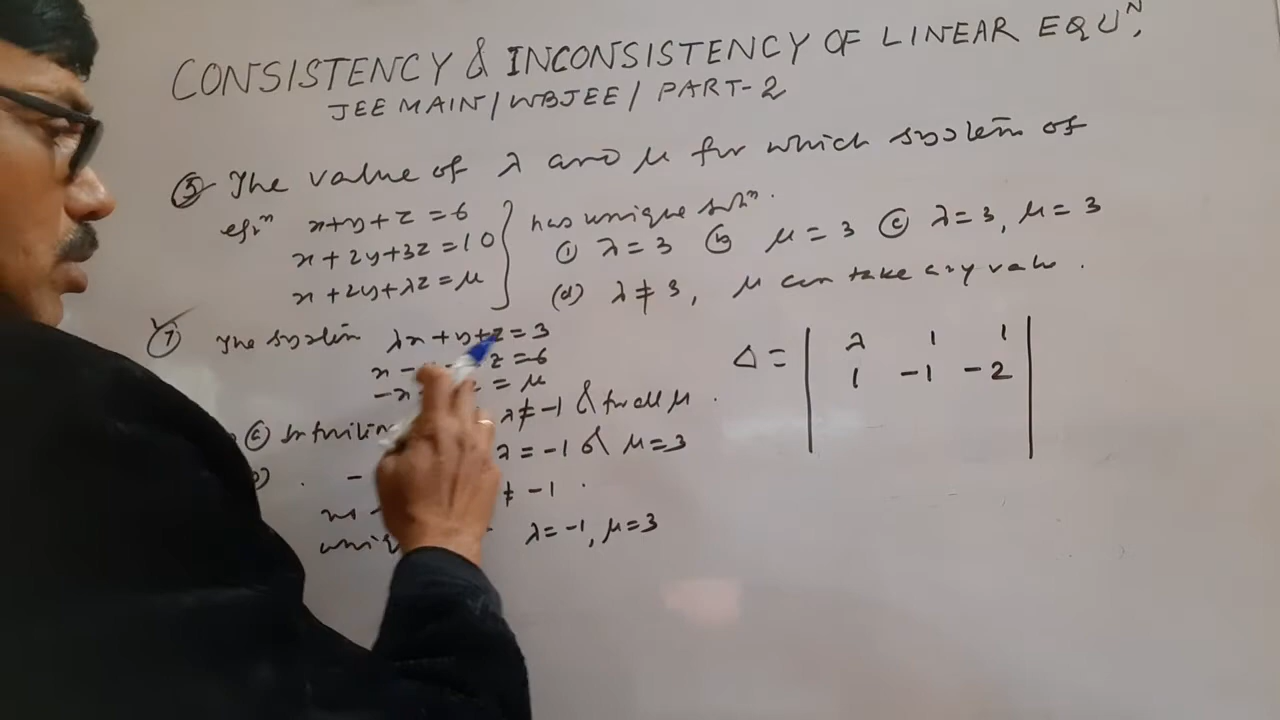 CONSISTENCY & INCONSISTENCY OF LINEAR EQUⁿ.
JEE MAIN/WBJEE/ PART-2
⑤ The value of λ and μ for which system of
eqⁿ x+y+z=6
x+2y+3z=10
x+2y+λz=μ
has unique solⁿ.
① λ=3 ⓑ μ=3 ⓒ λ=3, μ=3
(d) λ≠3, μ can take any value.
⑦ The system λx+y+z=3
x- z=6
-x = μ
ⓐ λ≠-1 & for all μ.
λ=-1 & μ=3
≠-1
λ=-1, μ=3
Δ= | λ 1 1 |
| 1 -1 -2 |